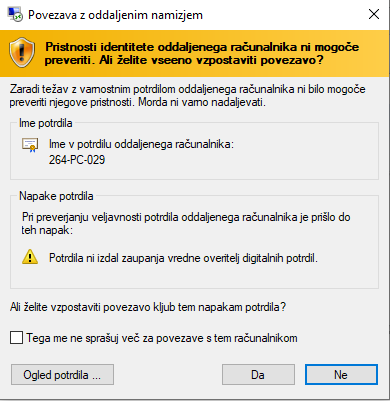 Povezava z oddaljenim namizjem
Pristnosti identitete oddaljenega računalnika ni mogoče
preveriti. Ali želite vseeno vzpostaviti povezavo?
Zaradi težav z varnostnim potrdilom oddaljenega računalnika ni bilo mogoče
preveriti njegove pristnosti. Morda ni varno nadaljevati.
Ime potrdila
Ime v potrdilu oddaljenega računalnika:
264-PC-029
Napake potrdila
Pri preverjanju veljavnosti potrdila oddaljenega računalnika je prišlo do
teh napak:
Potrdila ni izdal zaupanja vredne overitelj digitalnih potrdil.
Ali želite vzpostaviti povezavo kljub tem napakam potrdila?
Tega me ne sprašuj več za povezave s tem računalnikom
Ogled potrdila ...
Da
Ne